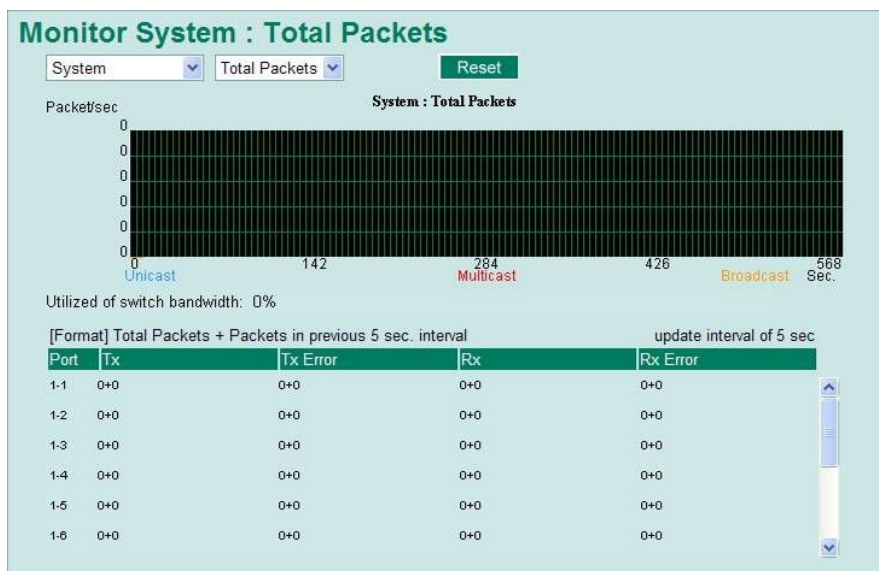 Monitor System : Total Packets
System Total Packets Reset
Packet/sec System : Total Packets
0
0
0
0
0
0
0 142 284 426 568
Unicast Multicast Broadcast Sec.
Utilized of switch bandwidth: 0%
[Format] Total Packets + Packets in previous 5 sec. interval update interval of 5 sec
Port Tx Tx Error Rx Rx Error
1-1 0+0 0+0 0+0 0+0
1-2 0+0 0+0 0+0 0+0
1-3 0+0 0+0 0+0 0+0
1-4 0+0 0+0 0+0 0+0
1-5 0+0 0+0 0+0 0+0
1-6 0+0 0+0 0+0 0+0